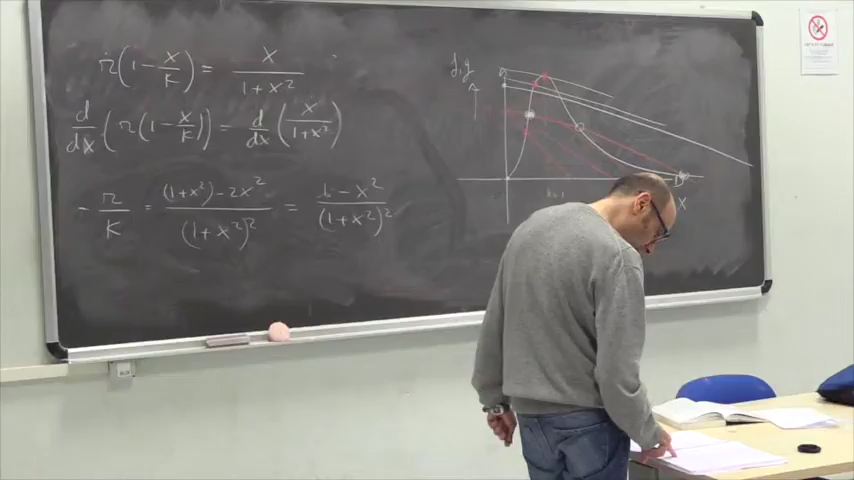 r(1 - x/K) = x/(1+x²)
d/dx (r(1 - x/K)) = d/dx (x/(1+x²))
- r/K = ((1+x²) - 2x²)/(1+x²)² = (1 - x²)/(1+x²)²
f,g
x